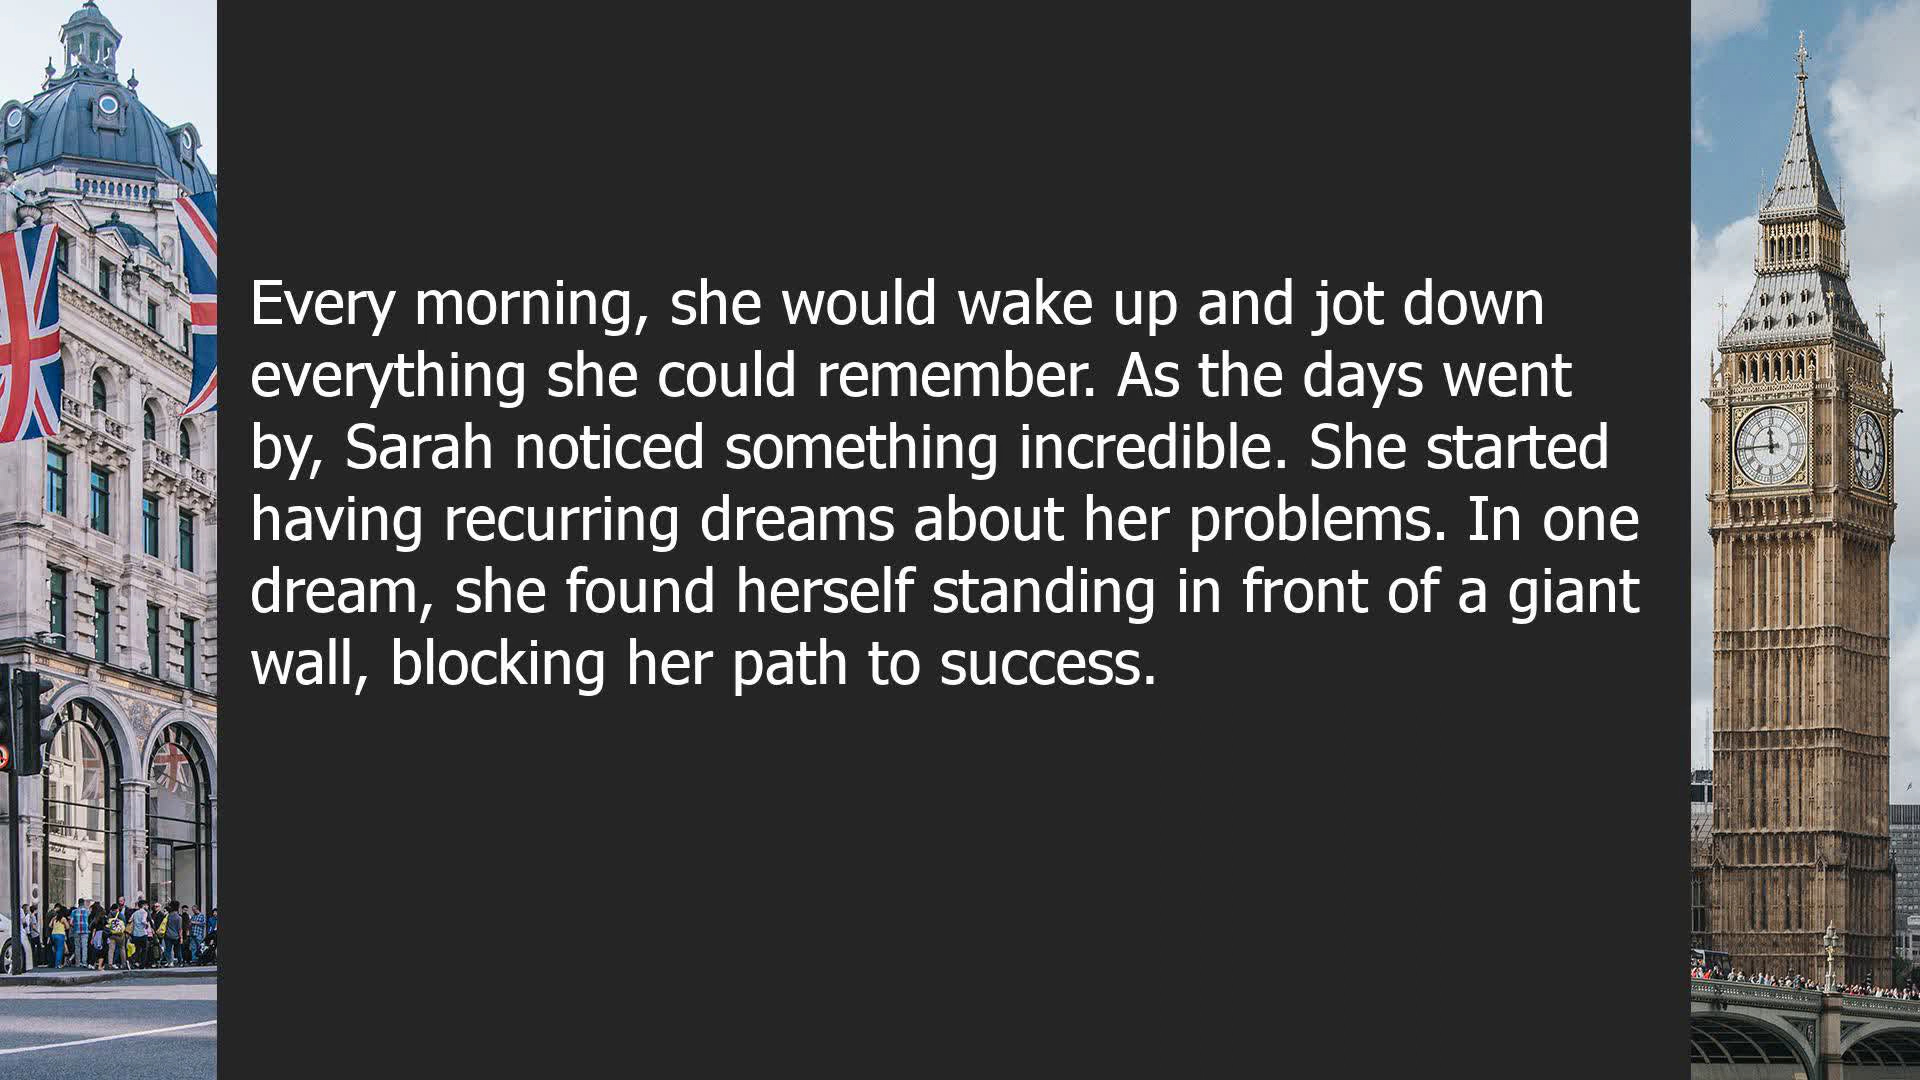 Every morning, she would wake up and jot down
everything she could remember. As the days went
by, Sarah noticed something incredible. She started
having recurring dreams about her problems. In one
dream, she found herself standing in front of a giant
wall, blocking her path to success.